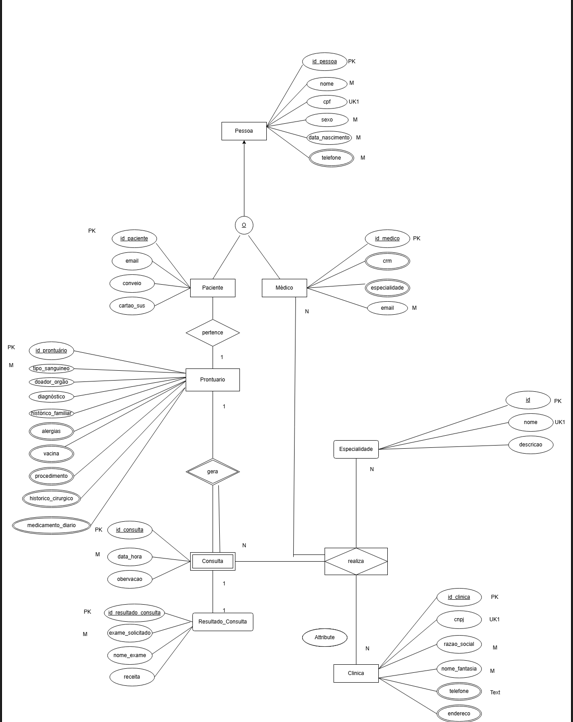 id_pessoa PK
nome M
cpf UK1
sexo M
data_nascimento M
telefone M
Pessoa
O
PK
id_paciente
email
conveio
cartao_sus
Paciente
id_medico PK
crm
especialidade
email M
Médico
N
pertence
1
PK
M
id_prontuário
tipo_sanguineo
doador_orgão
diagnóstico
historico_familiar
alergias
vacina
procedimento
historico_cirurgico
medicamento_diario
Prontuario
1
gera
id PK
nome UK1
descricao
Especialidade
N
PK id_consulta
M data_hora
obervacao
Consulta
N
1
realiza
PK id_resultado_consulta
M exame_solicitado
nome_exame
receita
1
Resultado_Consulta
Attribute
id_clinica PK
cnpj UK1
razao_social M
nome_fantasia M
telefone Text
endereco
N
Clinica